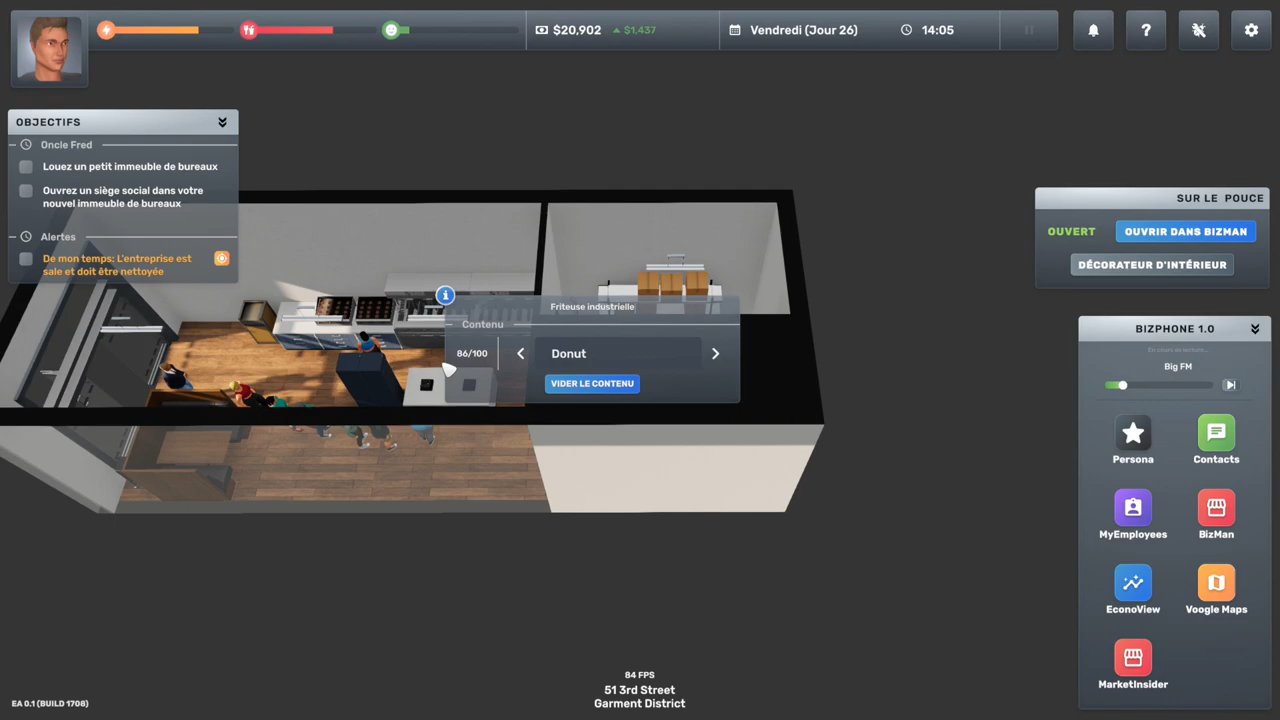 $20,902
$1,437
Vendredi (Jour 26)
14:05
?
OBJECTIFS
Oncle Fred
Louez un petit immeuble de bureaux
Ouvrez un siège social dans votre
nouvel immeuble de bureaux
Alertes
De mon temps: L'entreprise est
sale et doit être nettoyée
SUR LE POUCE
OUVERT
OUVRIR DANS BIZMAN
DÉCORATEUR D'INTÉRIEUR
i
Friteuse industrielle
Contenu
86/100
Donut
VIDER LE CONTENU
BIZPHONE 1.0
En cours de lecture...
Big FM
Persona
Contacts
MyEmployees
BizMan
EconoView
Voogle Maps
MarketInsider
84 FPS
51 3rd Street
Garment District
EA 0.1 (BUILD 1708)